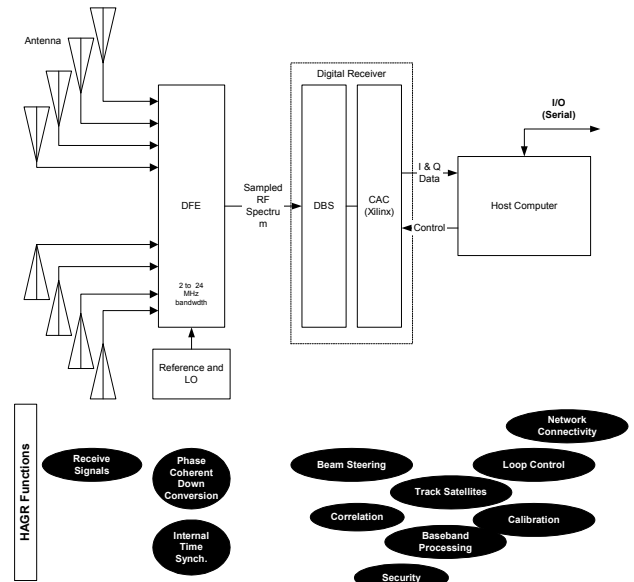 Antenna
Digital Receiver
I/O
(Serial)
DFE
Sampled
RF
Spectru
m
DBS
CAC
(Xilinx)
I & Q
Data
Control
Host Computer
2 to 24
MHz
bandwdth
Reference and
LO
HAGR Functions
Receive
Signals
Phase
Coherent
Down
Conversion
Internal
Time
Synch.
Network
Connectivity
Beam Steering
Loop Control
Track Satellites
Correlation
Calibration
Baseband
Processing
Security